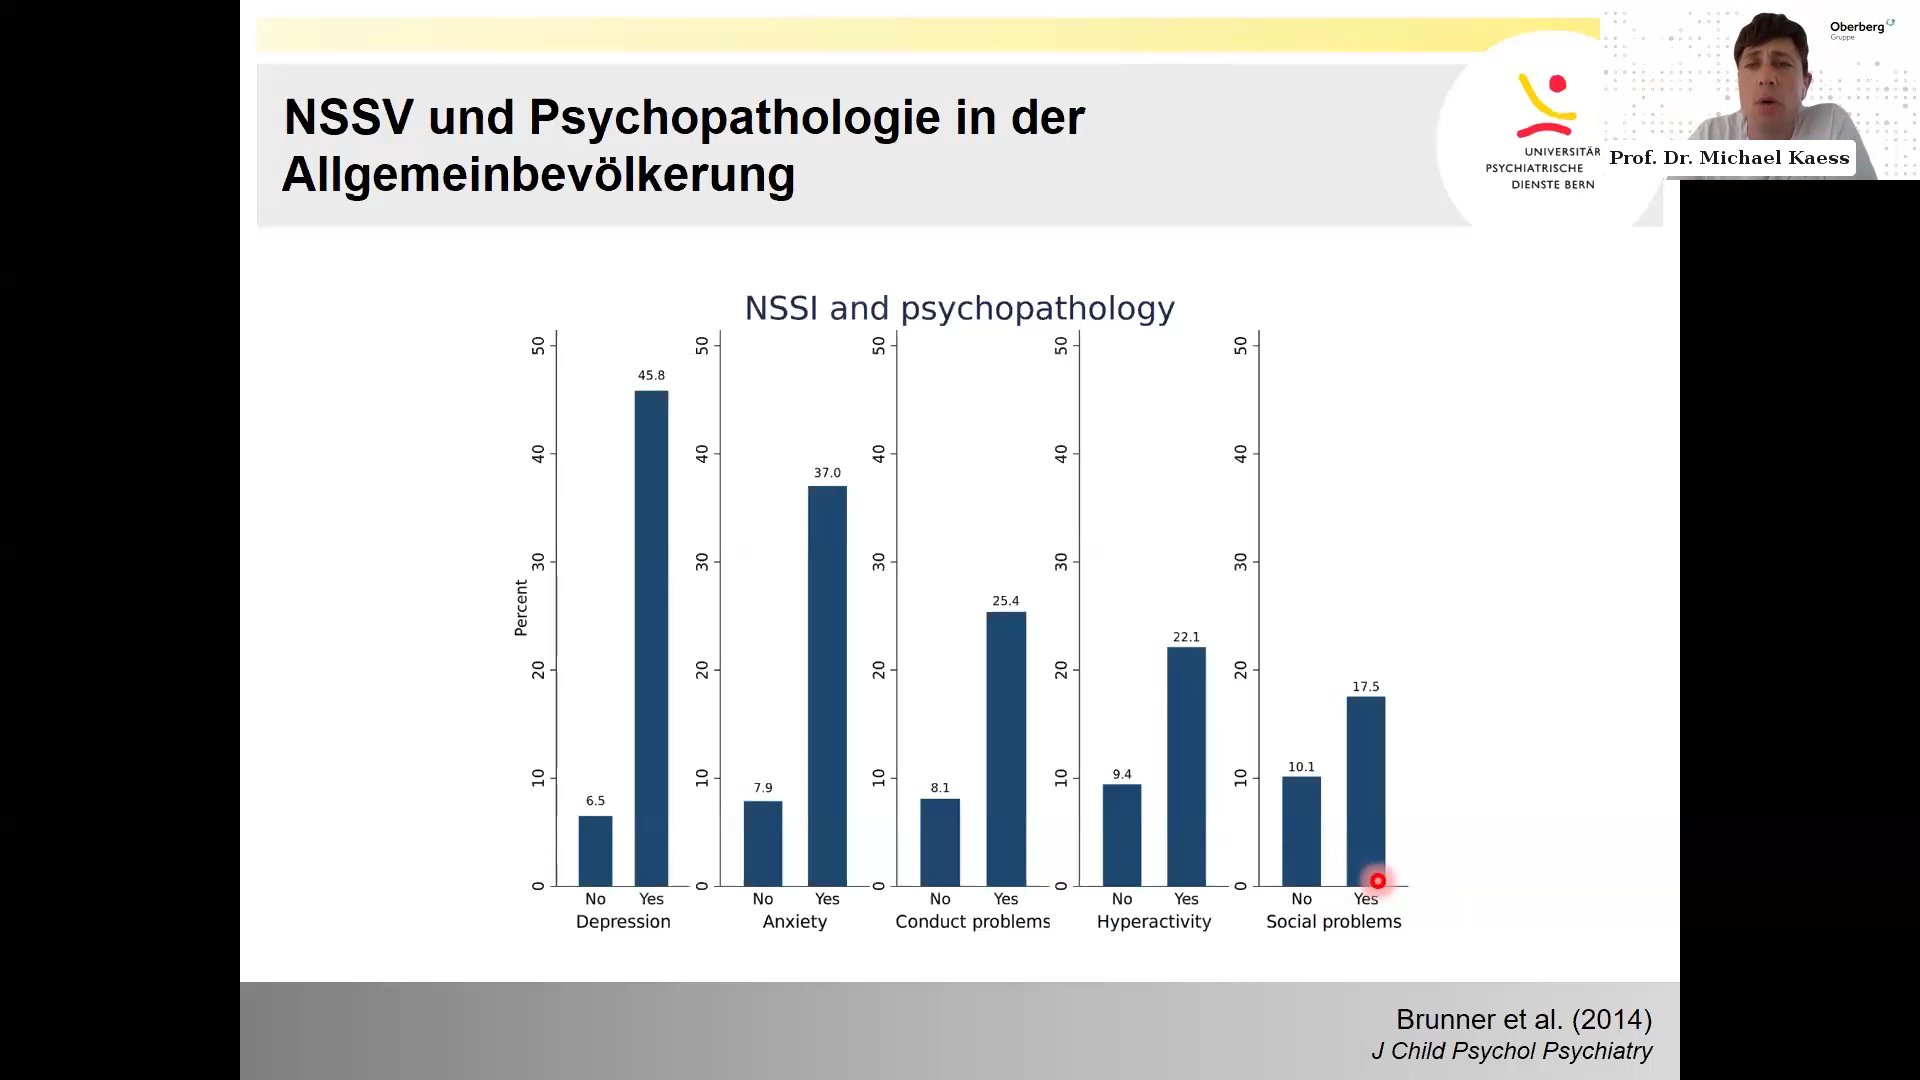 NSSV und Psychopathologie in der
Allgemeinbevölkerung
UNIVERSITÄR
PSYCHIATRISCHE
DIENSTE BERN
Oberberg
Gruppe
Prof. Dr. Michael Kaess
NSSI and psychopathology
Percent
50 50 50 50 50
40 40 40 40 40
30 30 30 30 30
20 20 20 20 20
10 10 10 10 10
0 0 0 0 0
6.5 45.8 7.9 37.0 8.1 25.4 9.4 22.1 10.1 17.5
No Yes No Yes No Yes No Yes No Yes
Depression Anxiety Conduct problems Hyperactivity Social problems
Brunner et al. (2014)
J Child Psychol Psychiatry